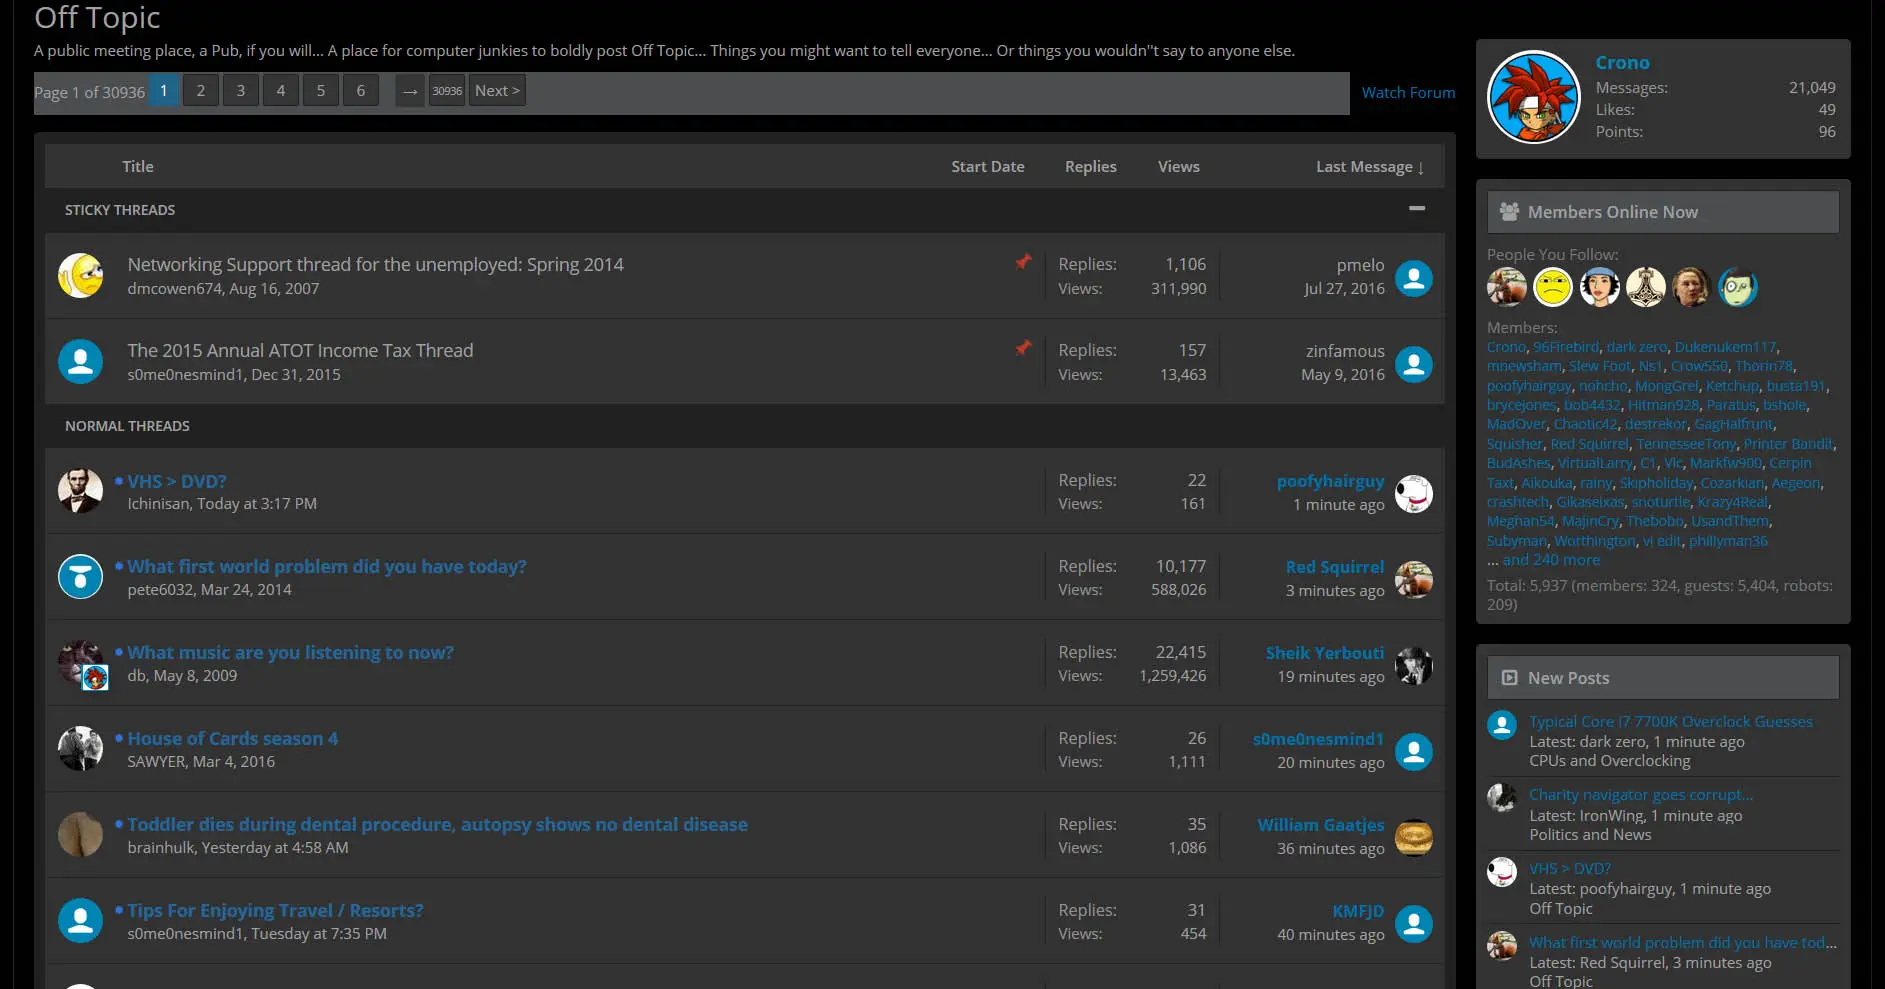 Off Topic
A public meeting place, a Pub, if you will... A place for computer junkies to boldly post Off Topic... Things you might want to tell everyone... Or things you wouldn"t say to anyone else.
Page 1 of 30936 1 2 3 4 5 6 → 30936 Next >
Watch Forum
Title Start Date Replies Views Last Message ↓
STICKY THREADS
Networking Support thread for the unemployed: Spring 2014 Replies: 1,106 pmelo
dmcowen674, Aug 16, 2007 Views: 311,990 Jul 27, 2016
The 2015 Annual ATOT Income Tax Thread Replies: 157 zinfamous
s0me0nesmind1, Dec 31, 2015 Views: 13,463 May 9, 2016
NORMAL THREADS
VHS > DVD? Replies: 22 poofyhairguy
Ichinisan, Today at 3:17 PM Views: 161 1 minute ago
What first world problem did you have today? Replies: 10,177 Red Squirrel
pete6032, Mar 24, 2014 Views: 588,026 3 minutes ago
What music are you listening to now? Replies: 22,415 Sheik Yerbouti
db, May 8, 2009 Views: 1,259,426 19 minutes ago
House of Cards season 4 Replies: 26 s0me0nesmind1
SAWYER, Mar 4, 2016 Views: 1,111 20 minutes ago
Toddler dies during dental procedure, autopsy shows no dental disease Replies: 35 William Gaatjes
brainhulk, Yesterday at 4:58 AM Views: 1,086 36 minutes ago
Tips For Enjoying Travel / Resorts? Replies: 31 KMFJD
s0me0nesmind1, Tuesday at 7:35 PM Views: 454 40 minutes ago
Crono
Messages: 21,049
Likes: 49
Points: 96
Members Online Now
People You Follow:
Members:
Crono, 96Firebird, dark zero, Dukenukem117,
mnewsham, Slew Foot, Ns1, Crow550, Thorin78,
poofyhairguy, nohcho, MongGrel, Ketchup, busta191,
brycejones, bob4432, Hitman928, Paratus, bshole,
MadOver, Chaotic42, destrekor, GagHalfrunt,
Squisher, Red Squirrel, TennesseeTony, Printer Bandit,
BudAshes, VirtualLarry, C1, Vic, Markfw900, Cerpin
Taxt, Aikouka, rainy, Skipholiday, Cozarkian, Aegeon,
crashtech, Gikaseixas, snoturtle, Krazy4Real,
Meghan54, MajinCry, Thebobo, UsandThem,
Subyman, Worthington, vi edit, phillyman36
... and 240 more
Total: 5,937 (members: 324, guests: 5,404, robots:
209)
New Posts
Typical Core i7 7700K Overclock Guesses
Latest: dark zero, 1 minute ago
CPUs and Overclocking
Charity navigator goes corrupt...
Latest: IronWing, 1 minute ago
Politics and News
VHS > DVD?
Latest: poofyhairguy, 1 minute ago
Off Topic
What first world problem did you have tod...
Latest: Red Squirrel, 3 minutes ago
Off Topic